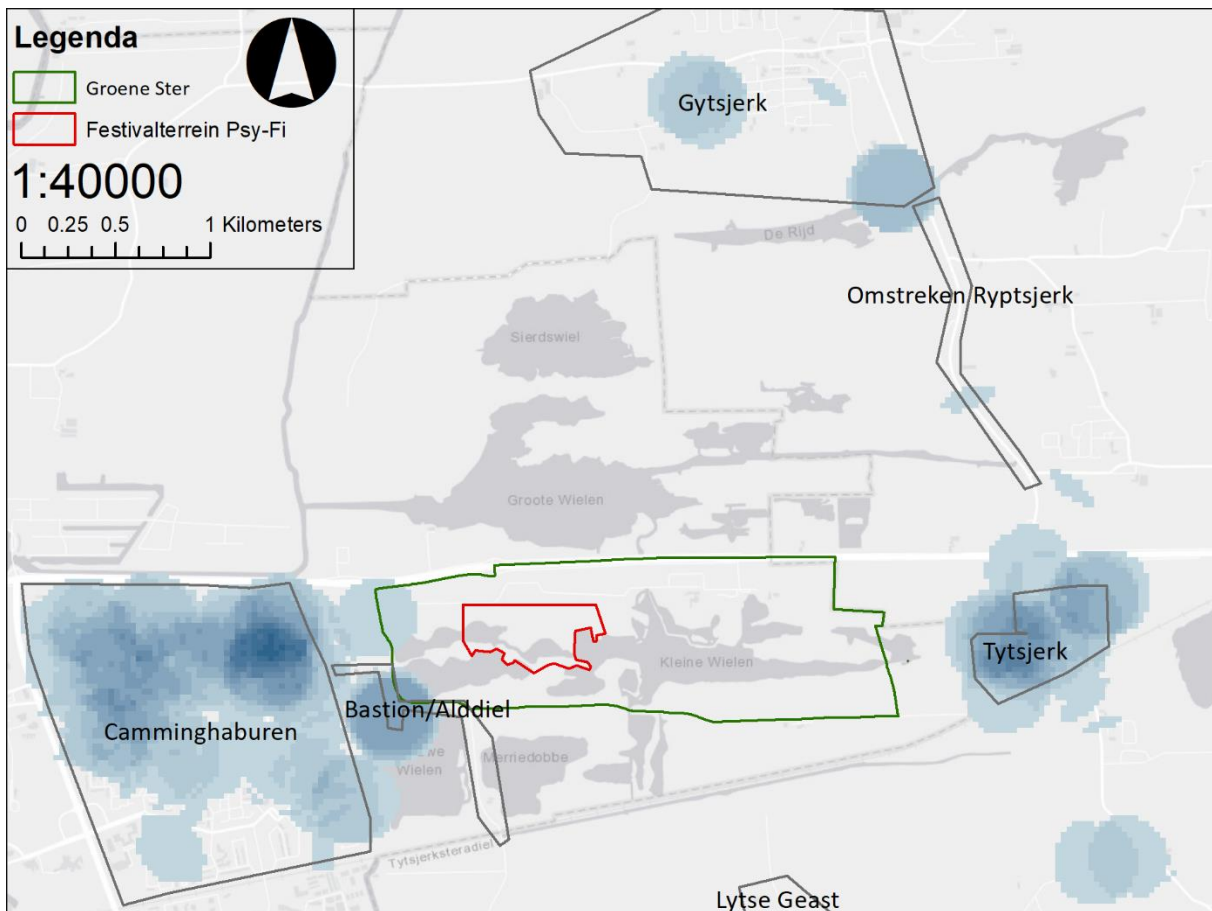 Legenda
Groene Ster
Festivalterrein Psy-Fi
1:40000
0 0.25 0.5 1 Kilometers
Gytsjerk
De Rijd
Omstreken Ryptsjerk
Sierdswiel
Groote Wielen
Kleine Wielen
Tytsjerk
Bastion/Alddiel
Camminghaburen
Wielen
Merriedobbe
Tytsjerksteradiel
Lytse Geast